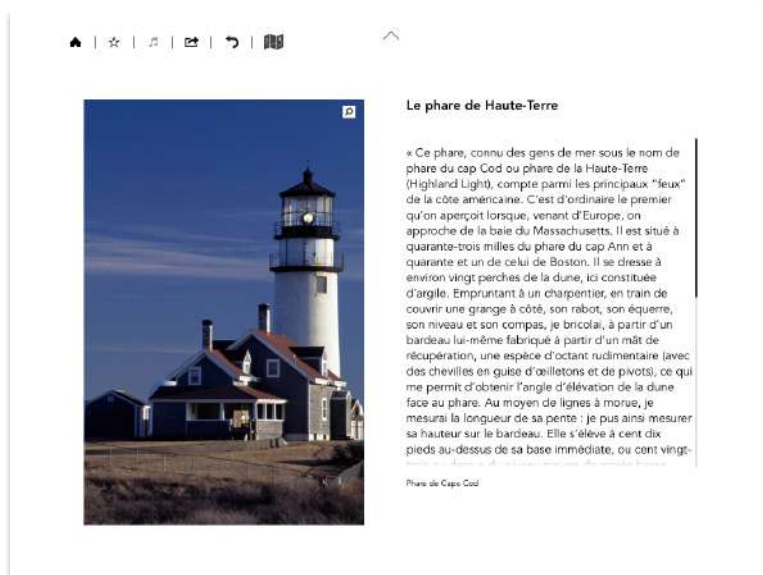 Le phare de Haute-Terre
« Ce phare, connu des gens de mer sous le nom de
phare du cap Cod ou phare de la Haute-Terre
(Highland Light), compte parmi les principaux "feux"
de la côte américaine. C'est d'ordinaire le premier
qu'on aperçoit lorsque, venant d'Europe, on
approche de la baie du Massachusetts. Il est situé à
quarante-trois milles du phare du cap Ann et à
quarante et un de celui de Boston. Il se dresse à
environ vingt perches de la dune, ici constituée
d'argile. Empruntant à un charpentier, en train de
couvrir une grange à côté, son rabot, son équerre,
son niveau et son compas, je bricolai, à partir d'un
bardeau lui-même fabriqué à partir d'un mât de
récupération, une espèce d'octant rudimentaire (avec
des chevilles en guise d'œilletons et de pivots), ce qui
me permit d'obtenir l'angle d'élévation de la dune
face au phare. Au moyen de lignes à morue, je
mesurai la longueur de sa pente : je pus ainsi mesurer
sa hauteur sur le bardeau. Elle s'élève à cent dix
pieds au-dessus de sa base immédiate, ou cent vingt-
Phare de Cape Cod